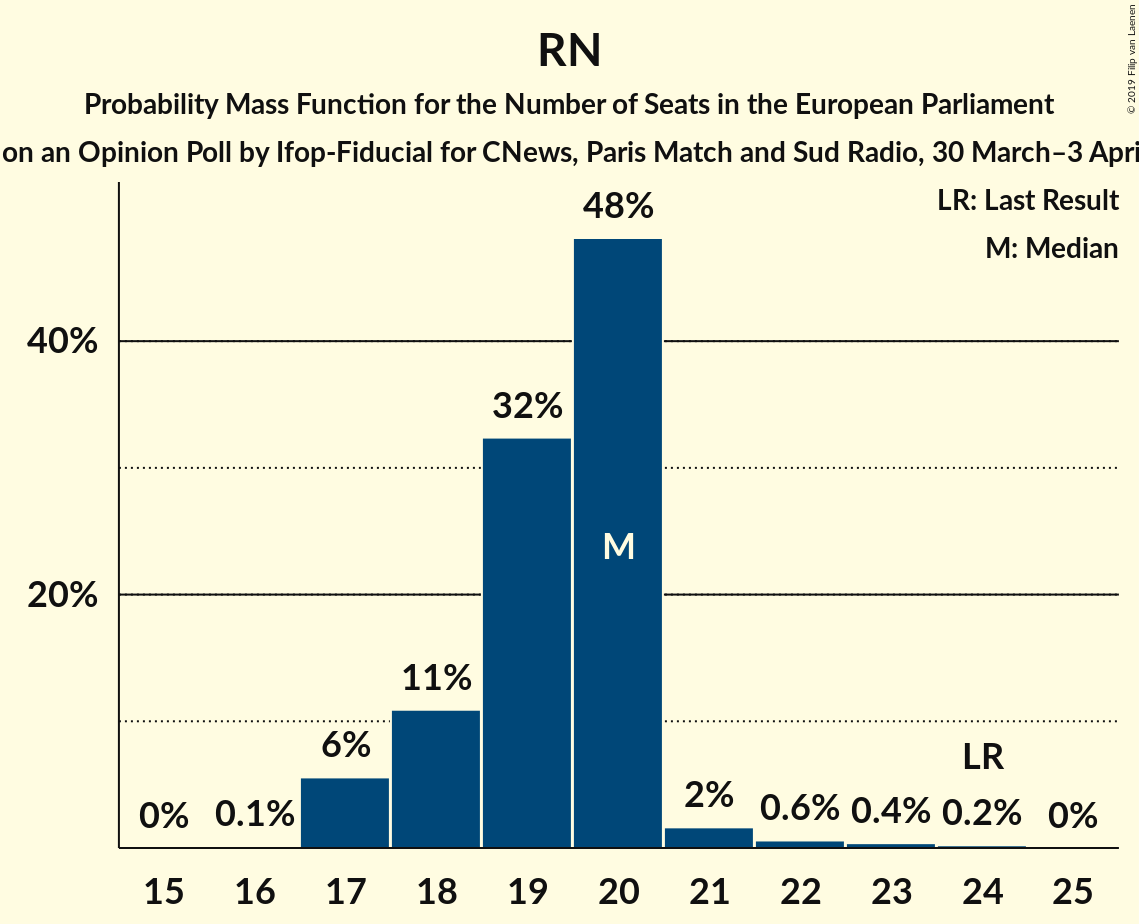 RN
Probability Mass Function for the Number of Seats in the European Parliament
on an Opinion Poll by Ifop-Fiducial for CNews, Paris Match and Sud Radio, 30 March–3 Apri
© 2019 Filip van Laenen
LR: Last Result
M: Median
48%
40%
32%
M
20%
11%
6%
LR
0% 0.1% 2% 0.6% 0.4% 0.2% 0%
15 16 17 18 19 20 21 22 23 24 25